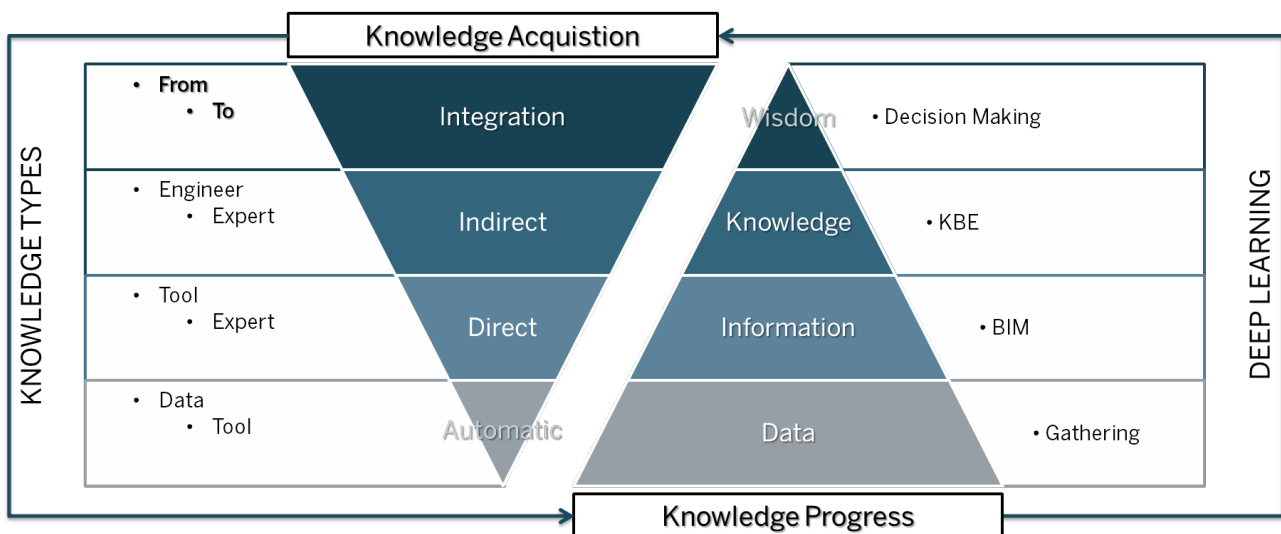 Knowledge Acquistion
KNOWLEDGE TYPES
• From
• To
Integration
Wisdom
• Decision Making
• Engineer
• Expert
Indirect
Knowledge
• KBE
• Tool
• Expert
Direct
Information
• BIM
• Data
• Tool
Automatic
Data
• Gathering
DEEP LEARNING
Knowledge Progress